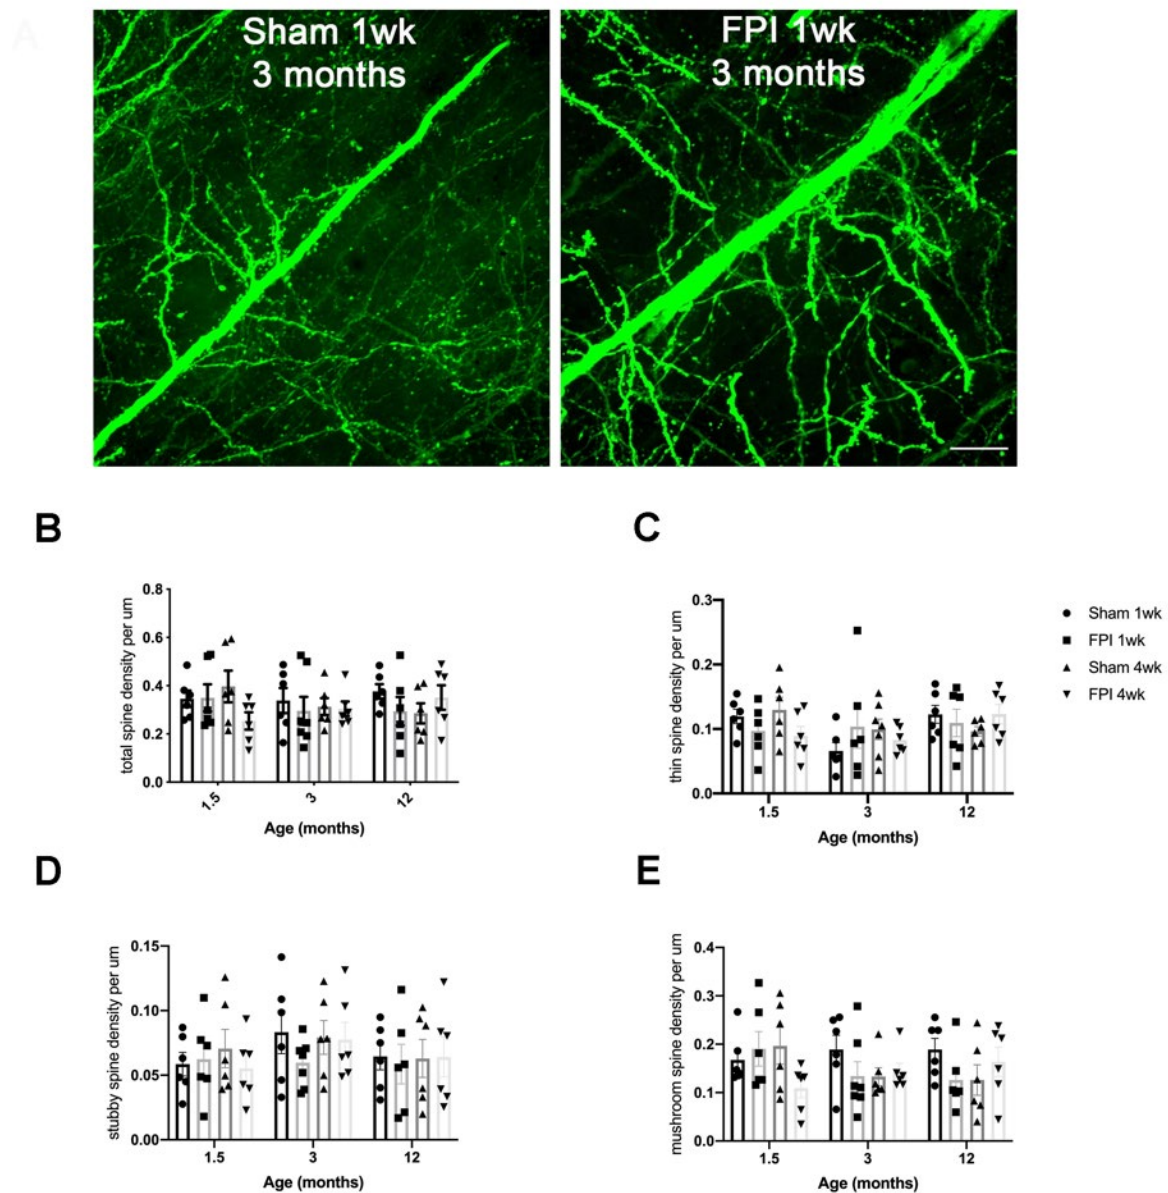 A
Sham 1wk
3 months
FPI 1wk
3 months
B
total spine density per um
0.8
0.6
0.4
0.2
0.0
1.5
3
12
Age (months)
C
thin spine density per um
0.3
0.2
0.1
0.0
1.5
3
12
Age (months)
Sham 1wk
FPI 1wk
Sham 4wk
FPI 4wk
D
stubby spine density per um
0.15
0.10
0.05
0.00
1.5
3
12
Age (months)
E
mushroom spine density per um
0.4
0.3
0.2
0.1
0.0
1.5
3
12
Age (months)